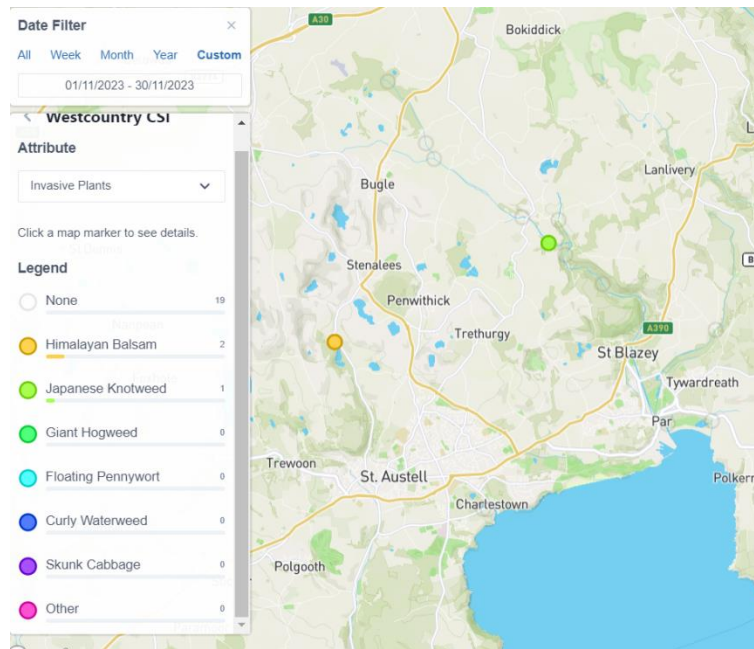 Date Filter ×
All Week Month Year Custom
01/11/2023 - 30/11/2023
Westcountry CSI
Attribute
Invasive Plants
Click a map marker to see details.
Legend
None 19
Himalayan Balsam 2
Japanese Knotweed 1
Giant Hogweed 0
Floating Pennywort 0
Curly Waterweed 0
Skunk Cabbage 0
Other 0
A30
Bokiddick
Lanlivery
Bugle
Stenalees
Penwithick
Trethurgy
A390
St Blazey
Tywardreath
Par
Trewoon
St. Austell
Polkerr
Charlestown
Polgooth